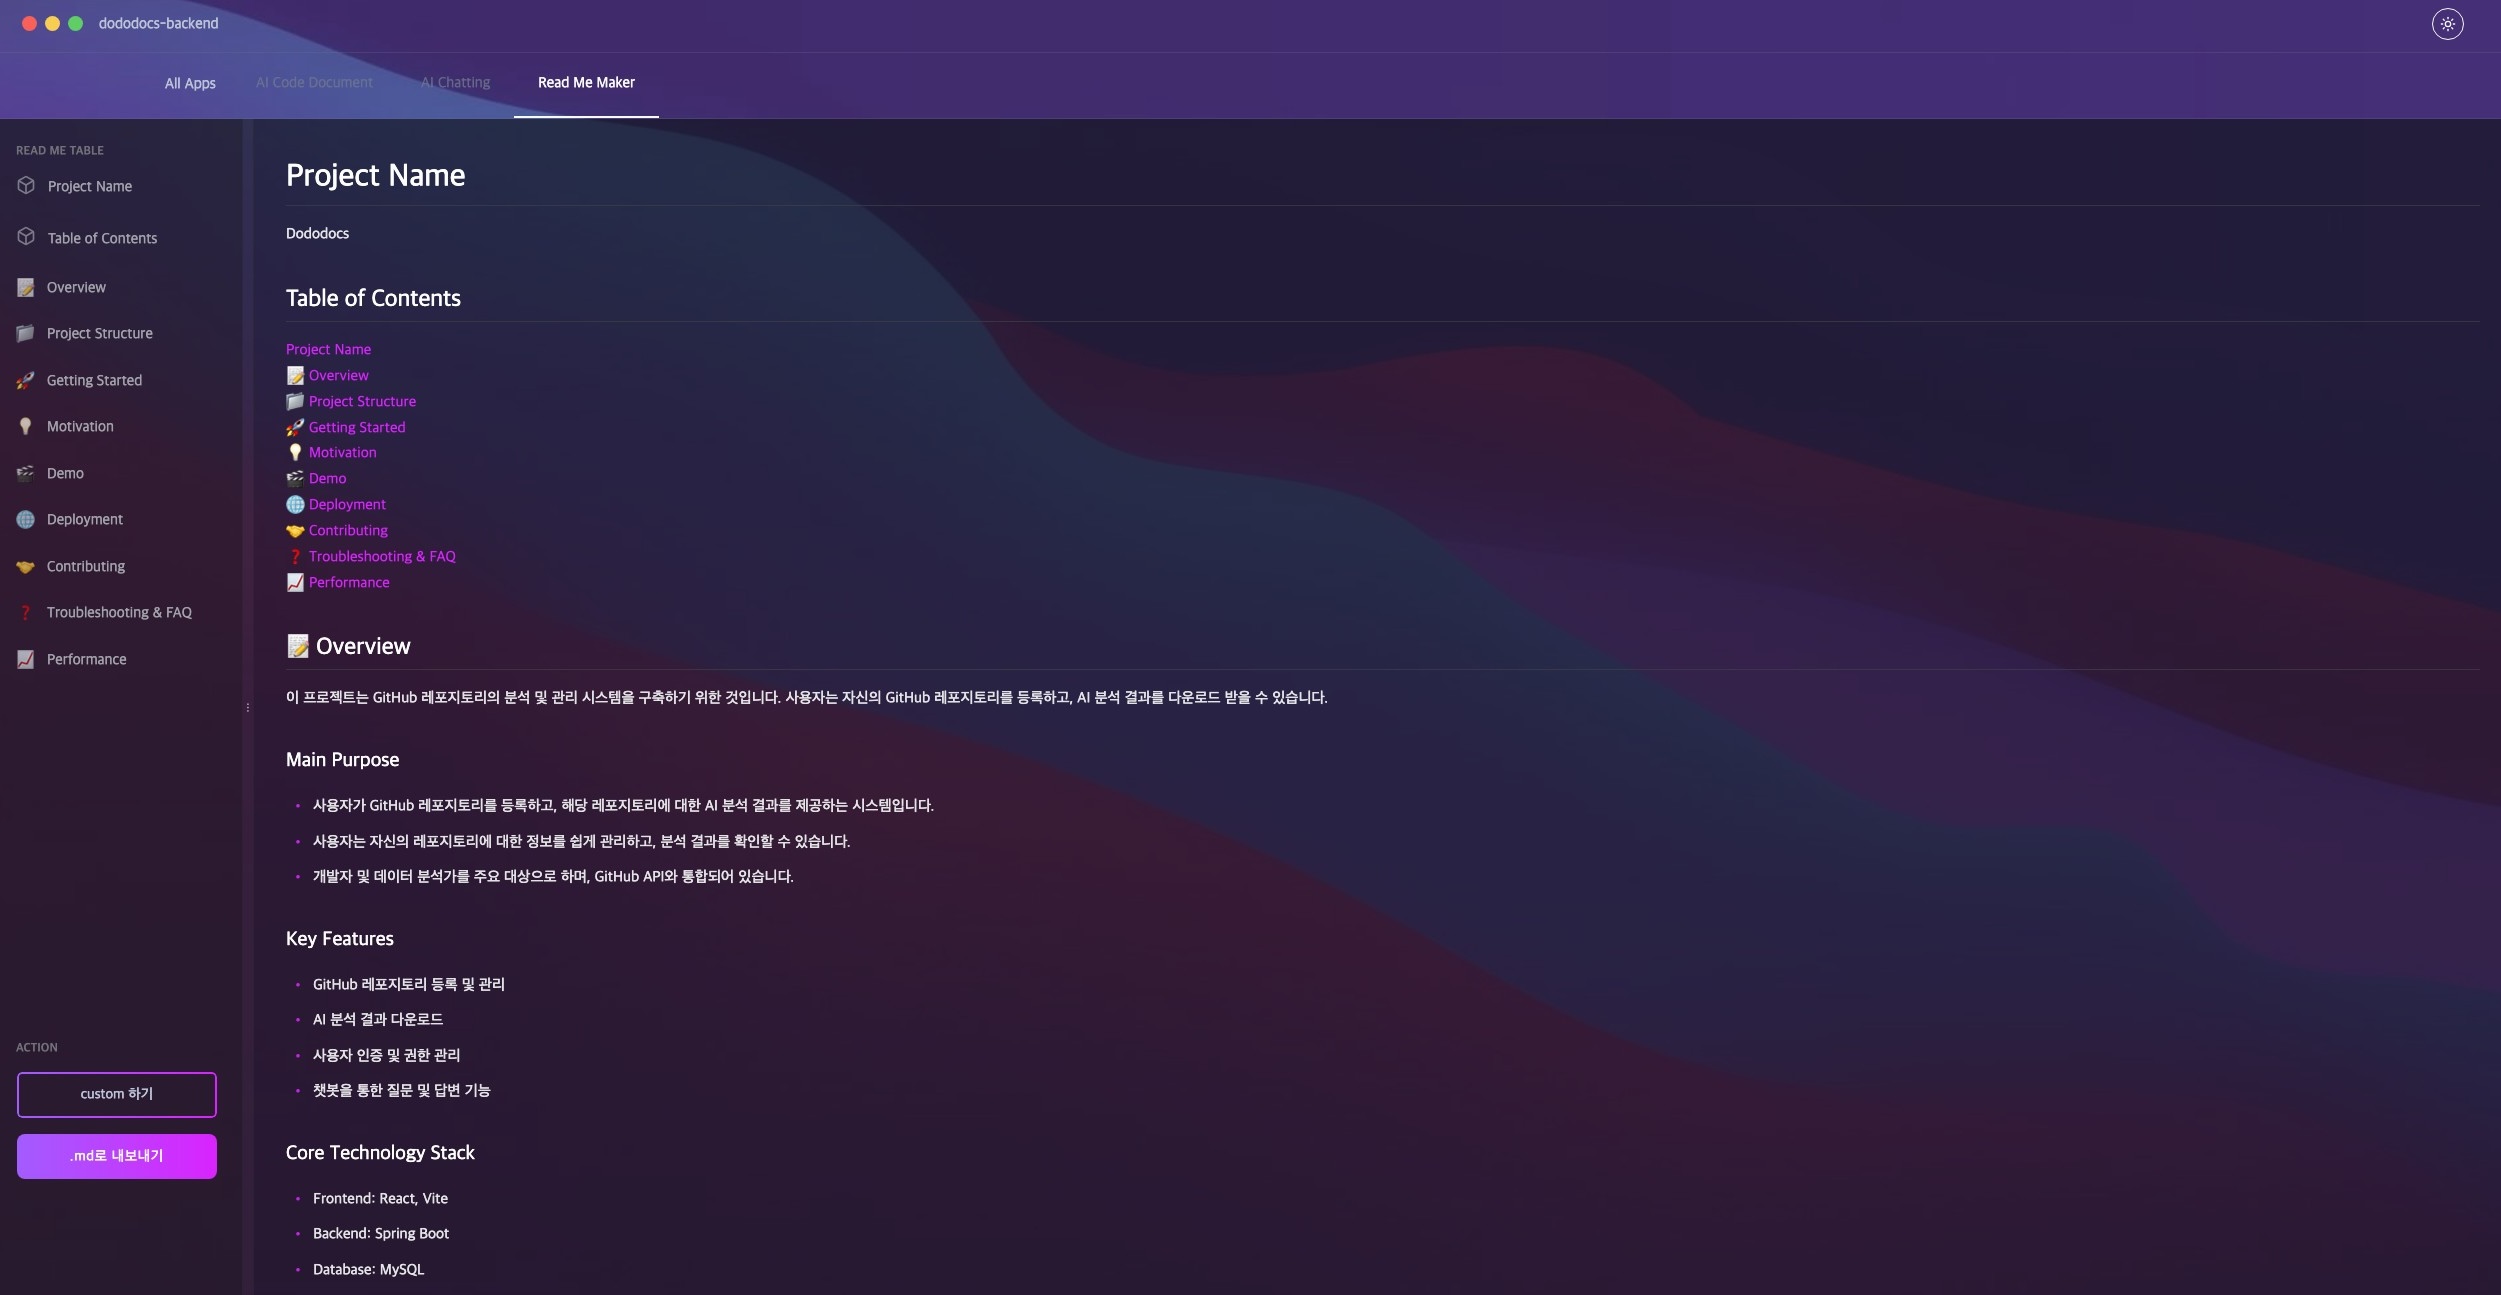 dododocs-backend
All Apps
AI Code Document
AI Chatting
Read Me Maker
READ ME TABLE
Project Name
Table of Contents
Overview
Project Structure
Getting Started
Motivation
Demo
Deployment
Contributing
Troubleshooting & FAQ
Performance
ACTION
custom 하기
.md로 내보내기
Project Name
Dododocs
Table of Contents
Project Name
Overview
Project Structure
Getting Started
Motivation
Demo
Deployment
Contributing
Troubleshooting & FAQ
Performance
Overview
이 프로젝트는 GitHub 레포지토리의 분석 및 관리 시스템을 구축하기 위한 것입니다. 사용자는 자신의 GitHub 레포지토리를 등록하고, AI 분석 결과를 다운로드 받을 수 있습니다.
Main Purpose
• 사용자가 GitHub 레포지토리를 등록하고, 해당 레포지토리에 대한 AI 분석 결과를 제공하는 시스템입니다.
• 사용자는 자신의 레포지토리에 대한 정보를 쉽게 관리하고, 분석 결과를 확인할 수 있습니다.
• 개발자 및 데이터 분석가를 주요 대상으로 하며, GitHub API와 통합되어 있습니다.
Key Features
• GitHub 레포지토리 등록 및 관리
• AI 분석 결과 다운로드
• 사용자 인증 및 권한 관리
• 챗봇을 통한 질문 및 답변 기능
Core Technology Stack
• Frontend: React, Vite
• Backend: Spring Boot
• Database: MySQL